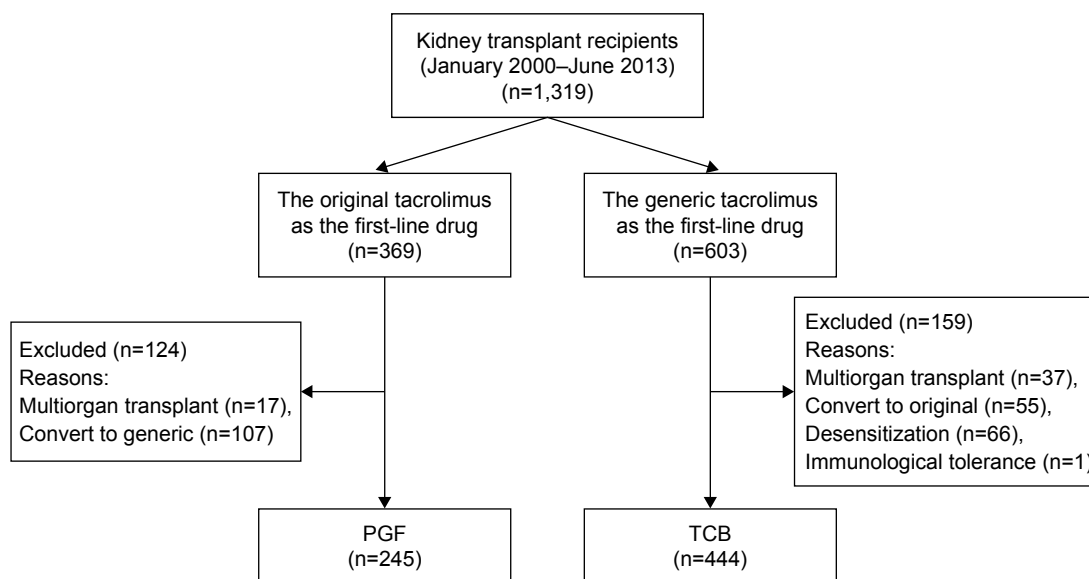 Kidney transplant recipients
(January 2000–June 2013)
(n=1,319)
The original tacrolimus
as the first-line drug
(n=369)
The generic tacrolimus
as the first-line drug
(n=603)
Excluded (n=124)
Reasons:
Multiorgan transplant (n=17),
Convert to generic (n=107)
Excluded (n=159)
Reasons:
Multiorgan transplant (n=37),
Convert to original (n=55),
Desensitization (n=66),
Immunological tolerance (n=1)
PGF
(n=245)
TCB
(n=444)